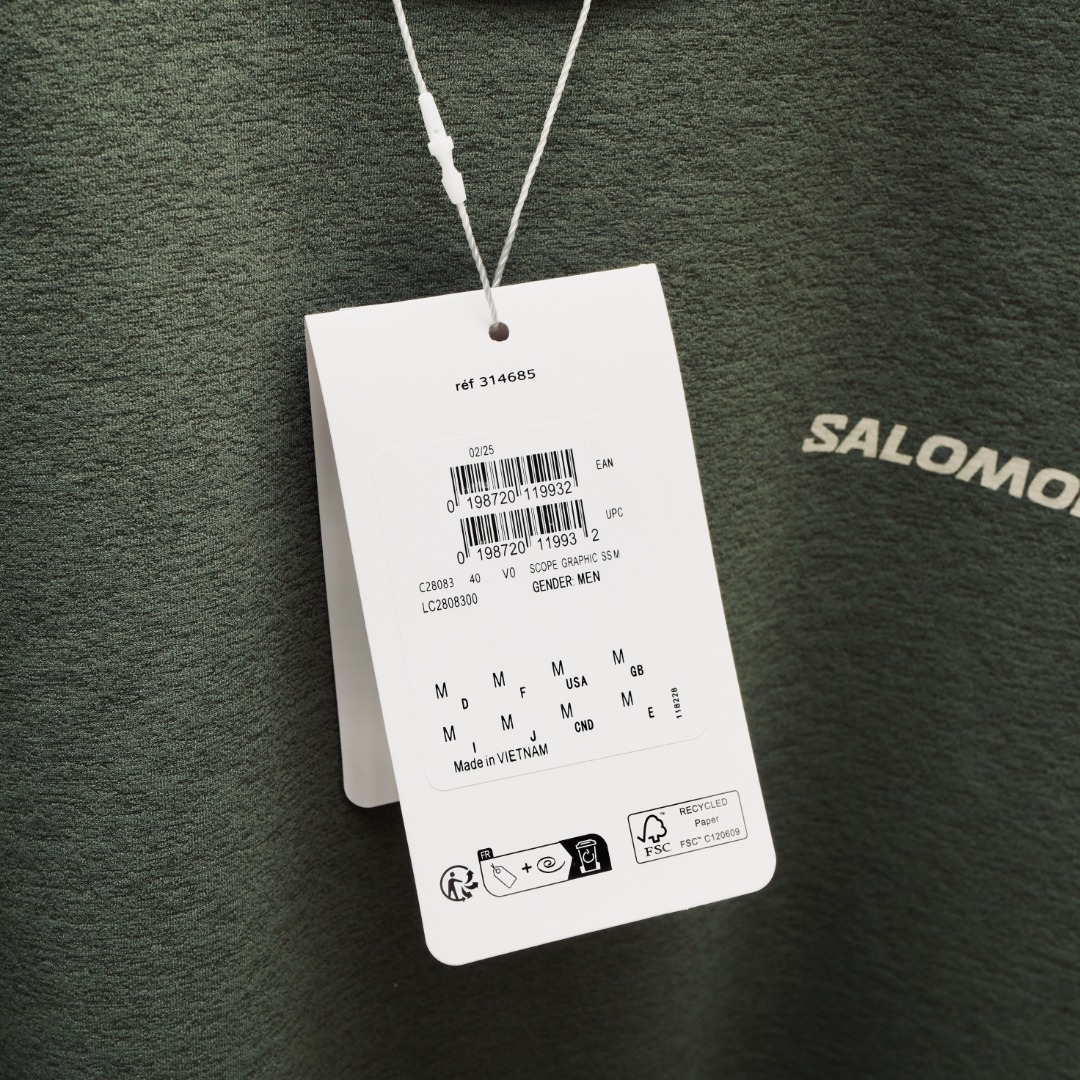 réf 314685
02/25
EAN
0 198720 119932
UPC
0 198720 11993 2
C28083 40 V0 SCOPE GRAPHIC SS M
LC2808300 GENDER: MEN
M D M F M USA M GB
M I M J M CND M E
118228
Made in VIETNAM
FR
+
FSC™
RECYCLED
Paper
FSC™ C120609
SALOMO